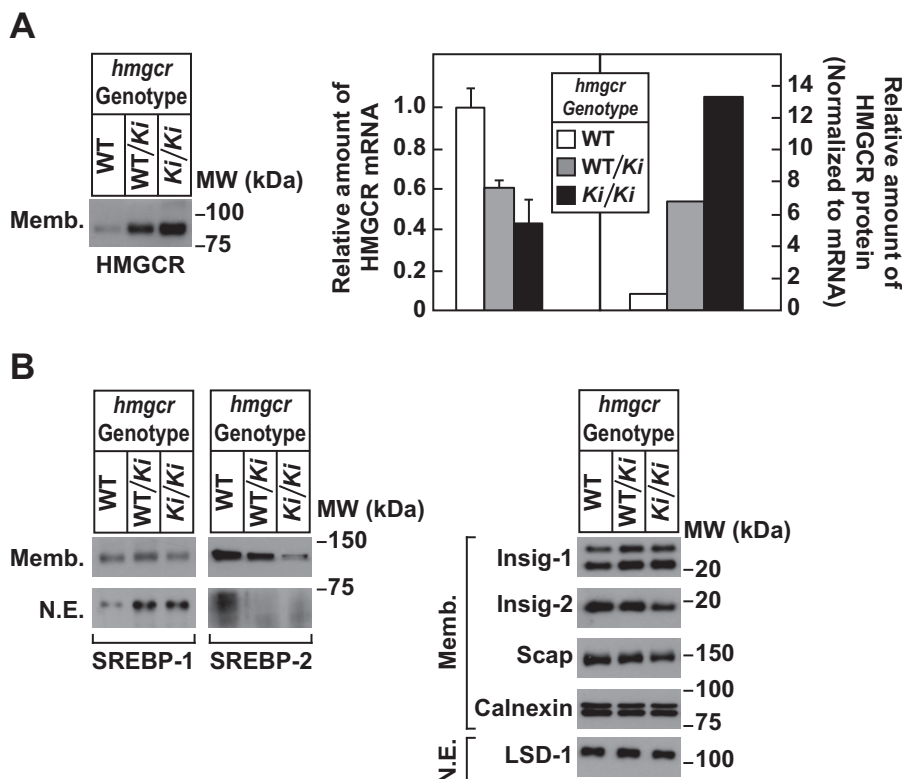 A
hmgcr
Genotype
WT
WT/Ki
Ki/Ki
MW (kDa)
Memb.
–100
–75
HMGCR
Relative amount of
HMGCR mRNA
1.0
0.8
0.6
0.4
0.2
0
hmgcr
Genotype
WT
WT/Ki
Ki/Ki
14
12
10
8
6
4
2
0
Relative amount of
HMGCR protein
(Normalized to mRNA)
B
hmgcr
Genotype
WT
WT/Ki
Ki/Ki
hmgcr
Genotype
WT
WT/Ki
Ki/Ki
MW (kDa)
Memb.
–150
–75
N.E.
SREBP-1
SREBP-2
hmgcr
Genotype
WT
WT/Ki
Ki/Ki
MW (kDa)
Memb.
Insig-1
–20
Insig-2
–20
Scap
–150
Calnexin
–100
–75
N.E.
LSD-1
–100